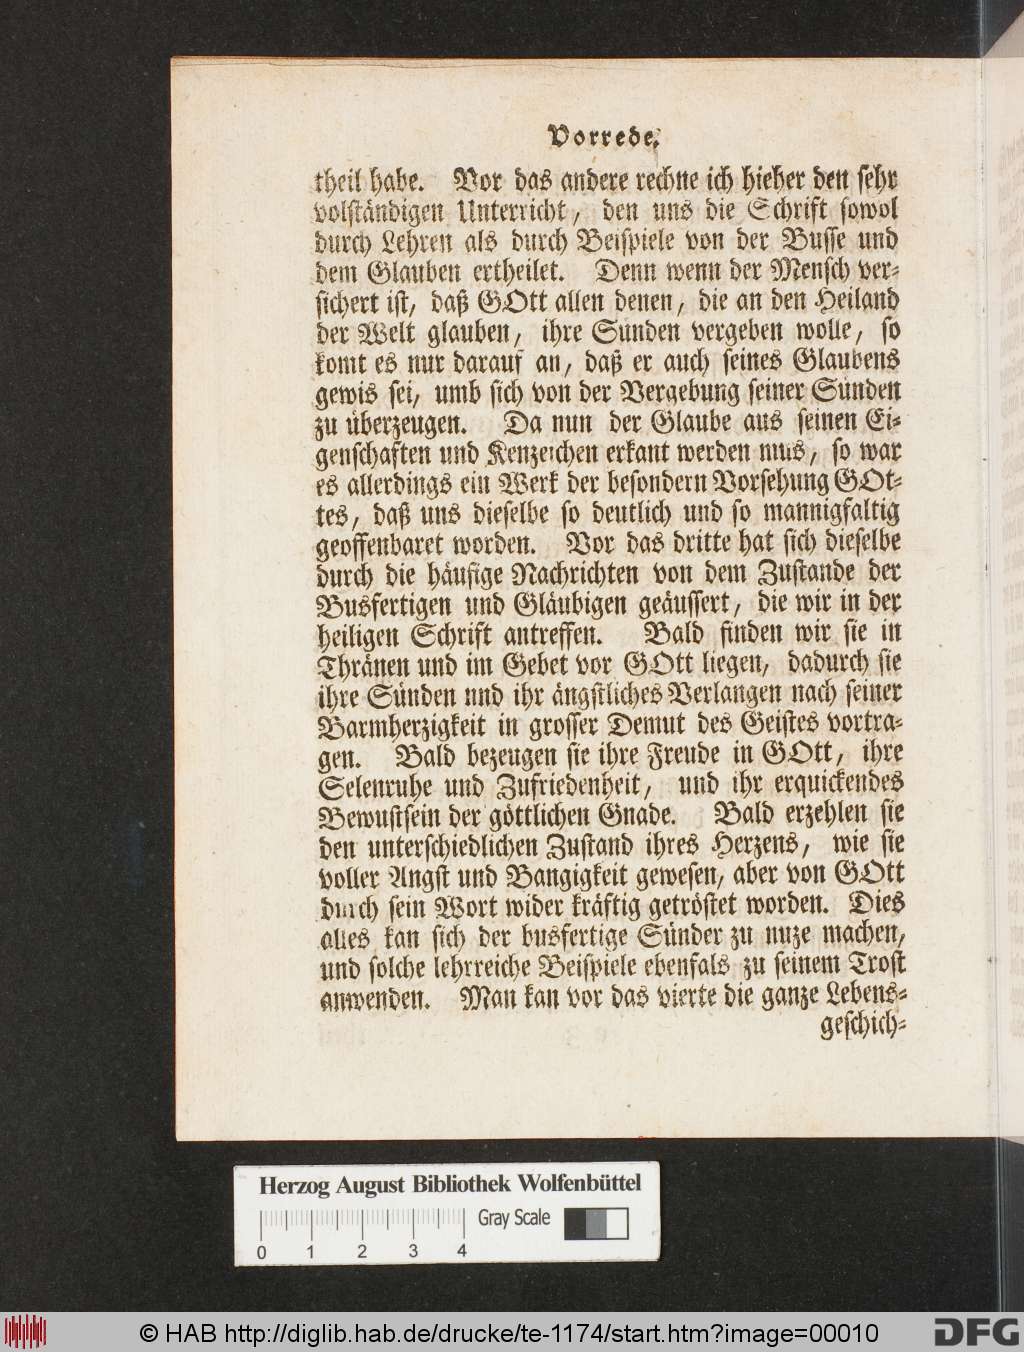 Vorrede.
theil habe. Vor das andere rechne ich hieher den sehr
volständigen Unterricht, den uns die Schrift sowol
durch Lehren als durch Beispiele von der Busse und
dem Glauben ertheilet. Denn wenn der Mensch ver-
sichert ist, daß GOtt allen denen, die an den Heiland
der Welt glauben, ihre Sünden vergeben wolle, so
komt es nur darauf an, daß er auch seines Glaubens
gewis sei, umb sich von der Vergebung seiner Sünden
zu überzeugen. Da nun der Glaube aus seinen Ei-
genschaften und Kenzeichen erkant werden mus, so war
es allerdings ein Werk der besondern Vorsehung GOt-
tes, daß uns dieselbe so deutlich und so mannigfaltig
geoffenbaret worden. Vor das dritte hat sich dieselbe
durch die häufige Nachrichten von dem Zustande der
Busfertigen und Gläubigen geäussert, die wir in der
heiligen Schrift antreffen. Bald finden wir sie in
Thränen und im Gebet vor GOtt liegen, dadurch sie
ihre Sünden und ihr ängstliches Verlangen nach seiner
Barmherzigkeit in grosser Demut des Geistes vortra-
gen. Bald bezeugen sie ihre Freude in GOtt, ihre
Selenruhe und Zufriedenheit, und ihr erquickendes
Bewustsein der göttlichen Gnade. Bald erzehlen sie
den unterschiedlichen Zustand ihres Herzens, wie sie
voller Angst und Bangigkeit gewesen, aber von GOtt
durch sein Wort wider kräftig getröstet worden. Dies
alles kan sich der busfertige Sünder zu nuze machen,
und solche lehrreiche Beispiele ebenfals zu seinem Trost
anwenden. Man kan vor das vierte die ganze Lebens-
geschich-
Herzog August Bibliothek Wolfenbüttel
Gray Scale
0 1 2 3 4
© HAB http://diglib.hab.de/drucke/te-1174/start.htm?image=00010
DFG